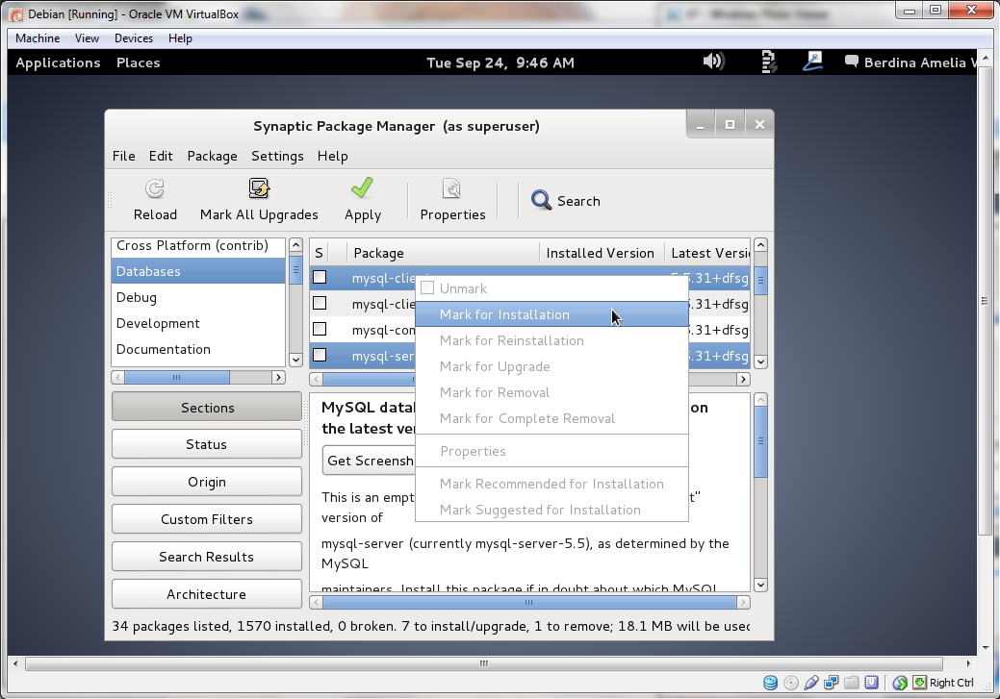 Debian [Running] - Oracle VM VirtualBox
Machine View Devices Help
Applications Places Tue Sep 24, 9:46 AM Berdina Amelia
Synaptic Package Manager (as superuser)
File Edit Package Settings Help
Reload Mark All Upgrades Apply Properties Search
S Package Installed Version Latest Versi
Cross Platform (contrib)
Databases
Debug
Development
Documentation
mysql-clie
mysql-clie .31+dfsg
mysql-com .31+dfsg
mysql-ser .31+dfsg
Unmark
Mark for Installation
Mark for Reinstallation
Mark for Upgrade
Mark for Removal
Mark for Complete Removal
Properties
Mark Recommended for Installation
Mark Suggested for Installation
Sections
Status
Origin
Custom Filters
Search Results
Architecture
MySQL datal on
the latest ver
Get Screensh
This is an empt t"
version of
mysql-server (currently mysql-server-5.5), as determined by the
MySQL
maintainers. Install this package if in doubt about which MySQL
34 packages listed, 1570 installed, 0 broken. 7 to install/upgrade, 1 to remove; 18.1 MB will be used
Right Ctrl